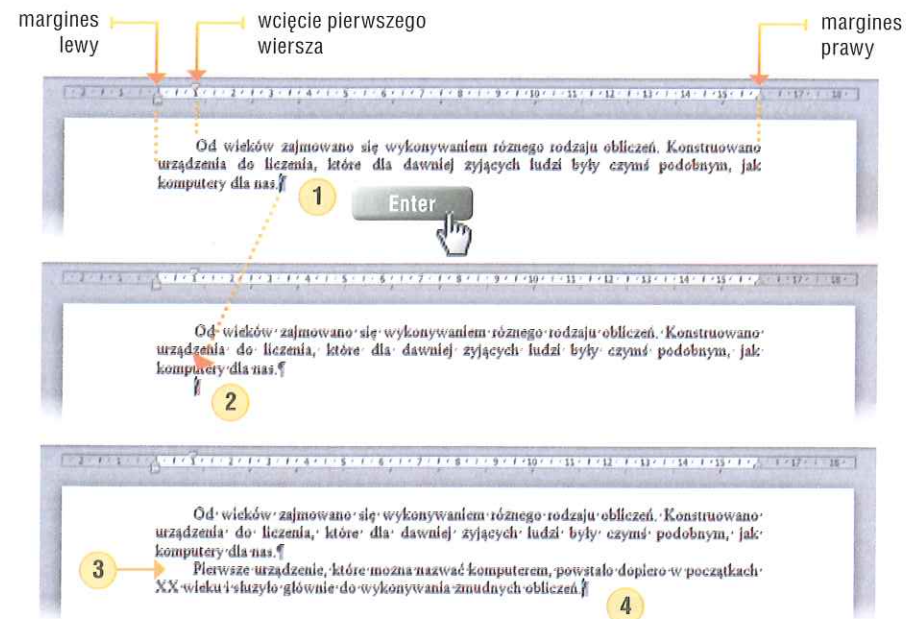 margines
lewy
wcięcie pierwszego
wiersza
margines
prawy
Od wieków zajmowano się wykonywaniem różnego rodzaju obliczeń. Konstruowano
urządzenia do liczenia, które dla dawniej żyjących ludzi były czymś podobnym, jak
komputery dla nas.¶
1
Enter
Od·wieków·zajmowano·się·wykonywaniem·różnego·rodzaju·obliczeń.·Konstruowano·
urządzenia·do·liczenia,·które·dla·dawniej·żyjących·ludzi·były·czymś·podobnym,·jak·
komputery·dla·nas.¶
¶
2
Od·wieków·zajmowano·się·wykonywaniem·różnego·rodzaju·obliczeń.·Konstruowano·
urządzenia·do·liczenia,·które·dla·dawniej·żyjących·ludzi·były·czymś·podobnym,·jak·
komputery·dla·nas.¶
3
Pierwsze·urządzenie,·które·można·nazwać·komputerem,·powstało·dopiero·w·początkach·
XX·wieku·i·służyło·głównie·do·wykonywania·żmudnych·obliczeń.¶
4